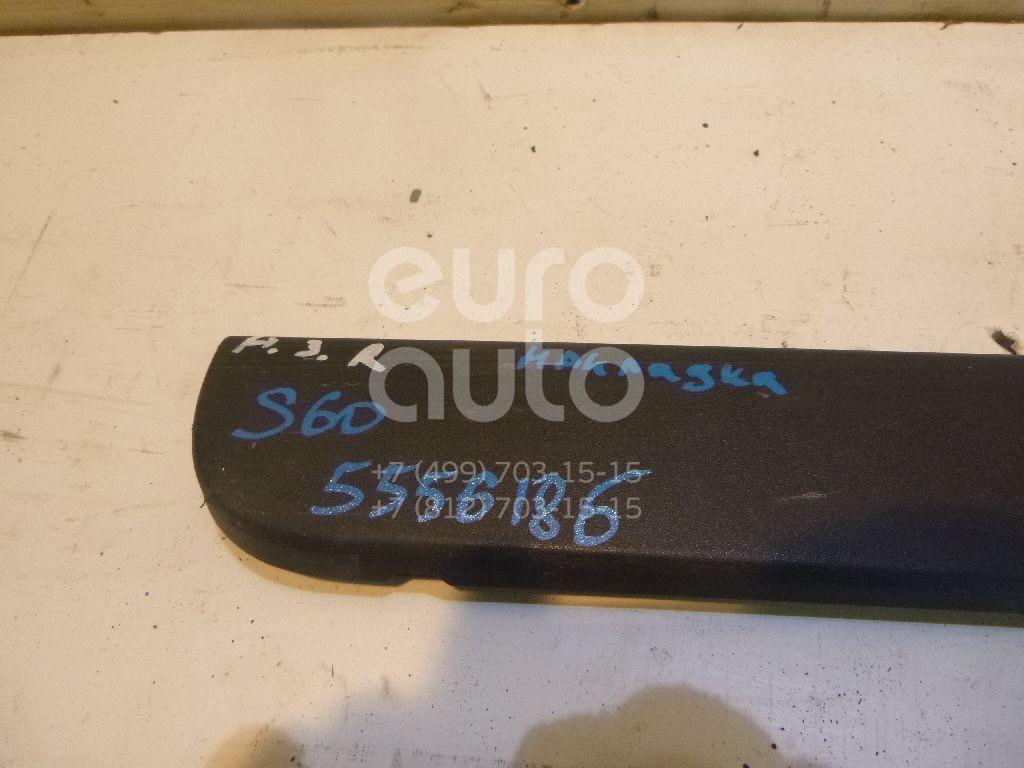 euro
auto
П.З.R накладка
S60
+7 (499) 703-15-15
5556186
+7 (812) 703-15-15